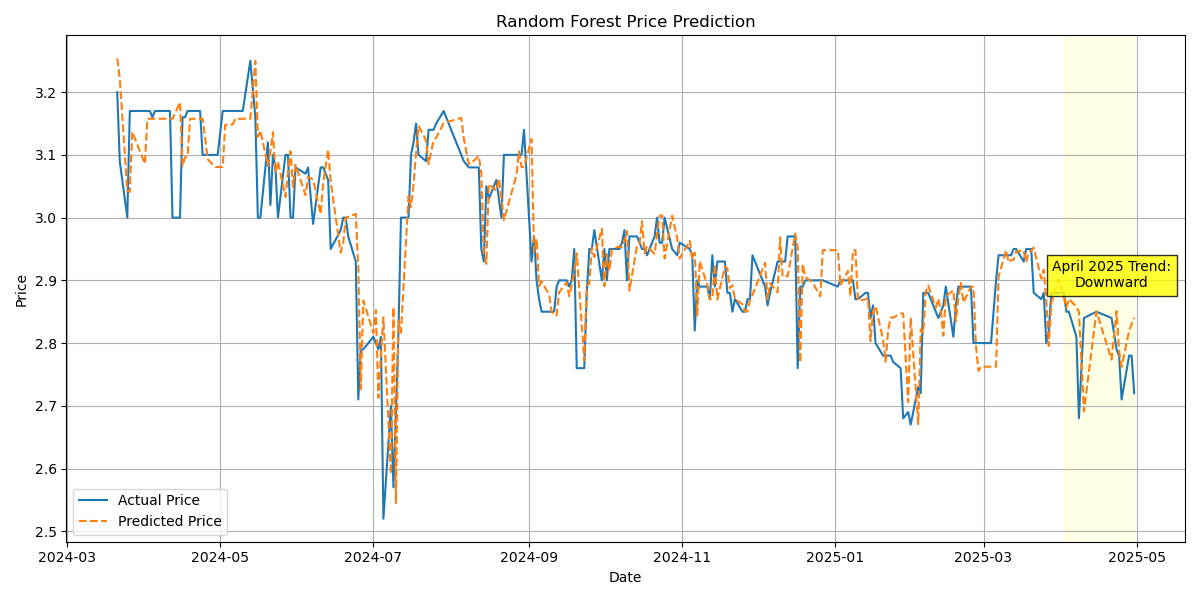 Random Forest Price Prediction
Price
3.2
3.1
3.0
2.9
2.8
2.7
2.6
2.5
April 2025 Trend:
Downward
Actual Price
Predicted Price
2024-03 2024-05 2024-07 2024-09 2024-11 2025-01 2025-03 2025-05
Date